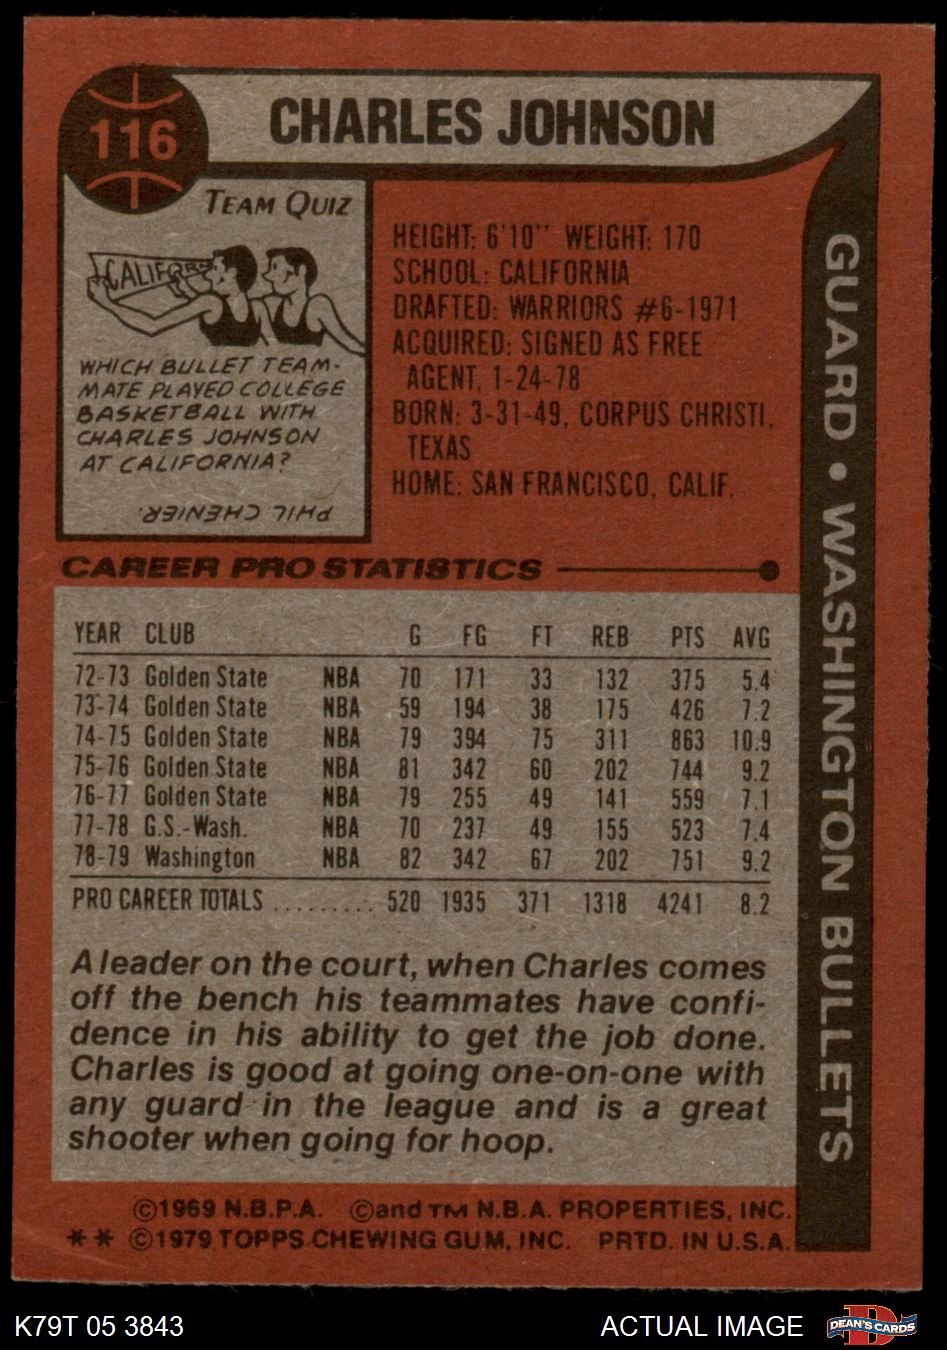 116
CHARLES JOHNSON
TEAM QUIZ
CALIFOR
WHICH BULLET TEAM-
MATE PLAYED COLLEGE
BASKETBALL WITH
CHARLES JOHNSON
AT CALIFORNIA?
PHIL CHENIER.
HEIGHT: 6'10" WEIGHT: 170
SCHOOL: CALIFORNIA
DRAFTED: WARRIORS #6-1971
ACQUIRED: SIGNED AS FREE
AGENT, 1-24-78
BORN: 3-31-49, CORPUS CHRISTI,
TEXAS
HOME: SAN FRANCISCO, CALIF.
GUARD • WASHINGTON BULLETS
CAREER PRO STATISTICS
YEAR CLUB G FG FT REB PTS AVG
72-73 Golden State NBA 70 171 33 132 375 5.4
73-74 Golden State NBA 59 194 38 175 426 7.2
74-75 Golden State NBA 79 394 75 311 863 10.9
75-76 Golden State NBA 81 342 60 202 744 9.2
76-77 Golden State NBA 79 255 49 141 559 7.1
77-78 G.S.-Wash. NBA 70 237 49 155 523 7.4
78-79 Washington NBA 82 342 67 202 751 9.2
PRO CAREER TOTALS ......... 520 1935 371 1318 4241 8.2
A leader on the court, when Charles comes
off the bench his teammates have confi-
dence in his ability to get the job done.
Charles is good at going one-on-one with
any guard in the league and is a great
shooter when going for hoop.
©1969 N.B.P.A. ©and TM N.B.A. PROPERTIES, INC.
** ©1979 TOPPS CHEWING GUM, INC. PRTD. IN U.S.A.
K79T 05 3843
ACTUAL IMAGE
DEAN'S CARDS